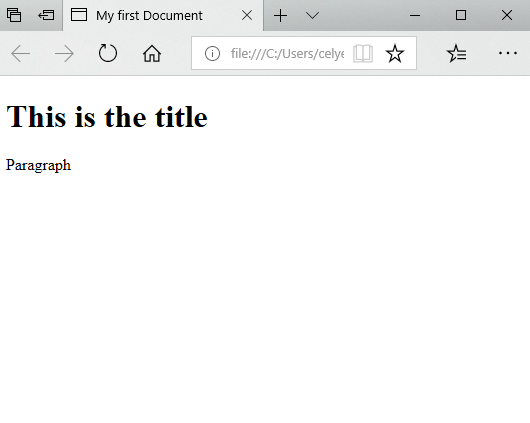 My first Document
file:///C:/Users/celye
This is the title
Paragraph